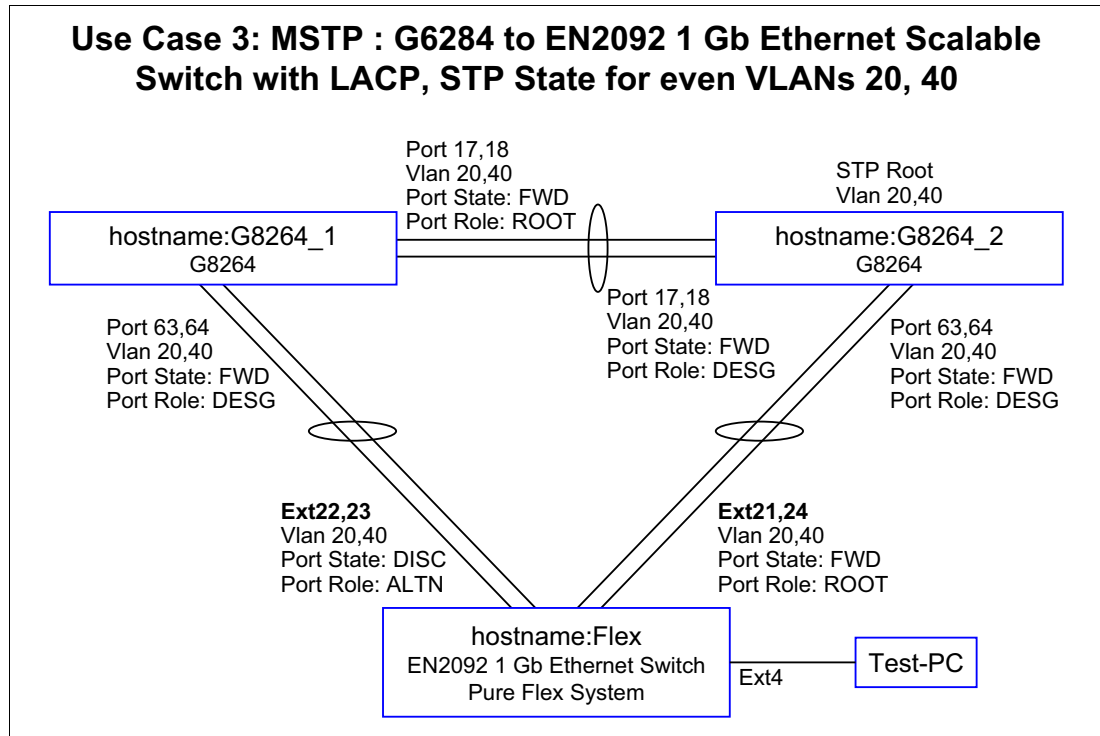 Use Case 3: MSTP : G6284 to EN2092 1 Gb Ethernet Scalable
Switch with LACP, STP State for even VLANs 20, 40
Port 17,18
Vlan 20,40
Port State: FWD
Port Role: ROOT
STP Root
Vlan 20,40
hostname:G8264_1
G8264
hostname:G8264_2
G8264
Port 63,64
Vlan 20,40
Port State: FWD
Port Role: DESG
Port 17,18
Vlan 20,40
Port State: FWD
Port Role: DESG
Port 63,64
Vlan 20,40
Port State: FWD
Port Role: DESG
Ext22,23
Vlan 20,40
Port State: DISC
Port Role: ALTN
Ext21,24
Vlan 20,40
Port State: FWD
Port Role: ROOT
hostname:Flex
EN2092 1 Gb Ethernet Switch
Pure Flex System
Ext4
Test-PC